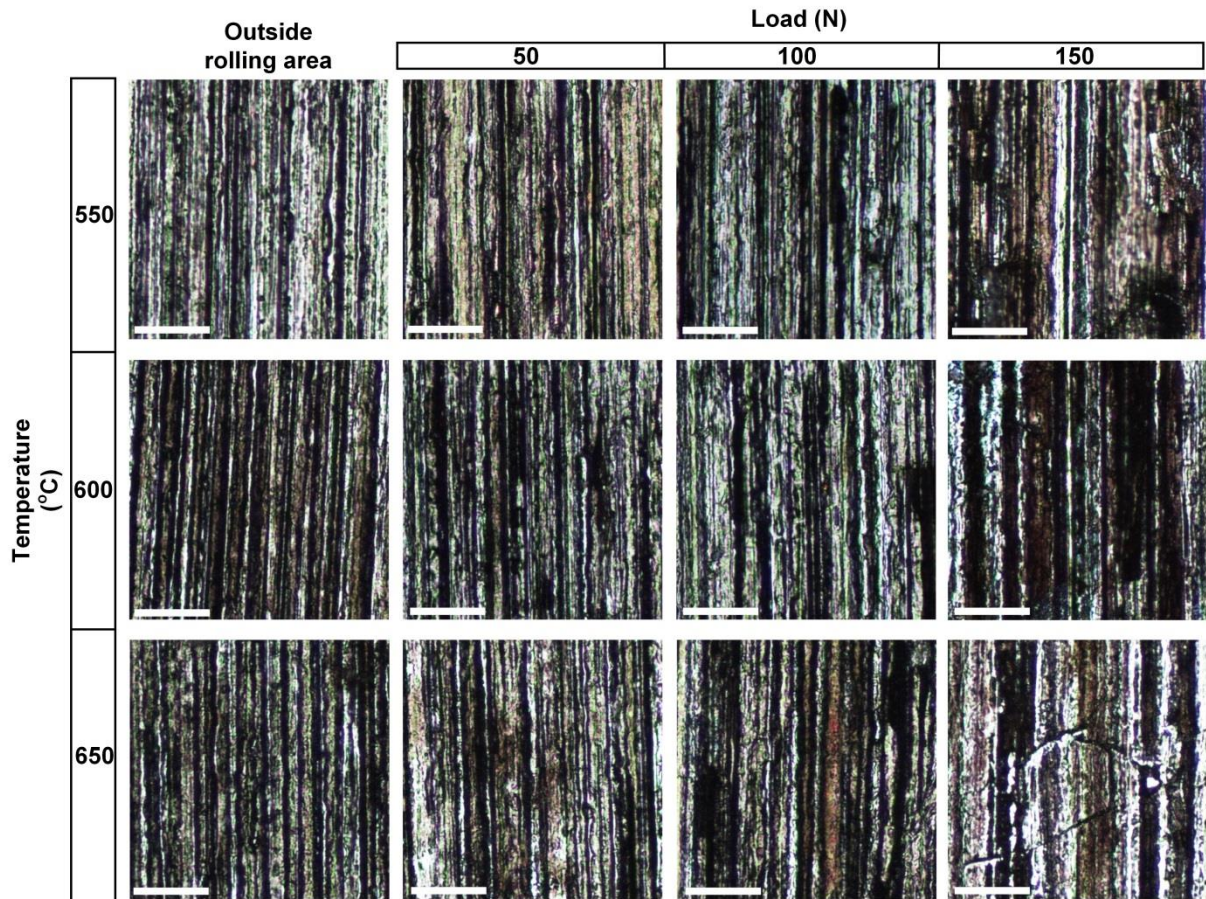 Outside
rolling area
Load (N)
50
100
150
Temperature
(°C)
550
600
650